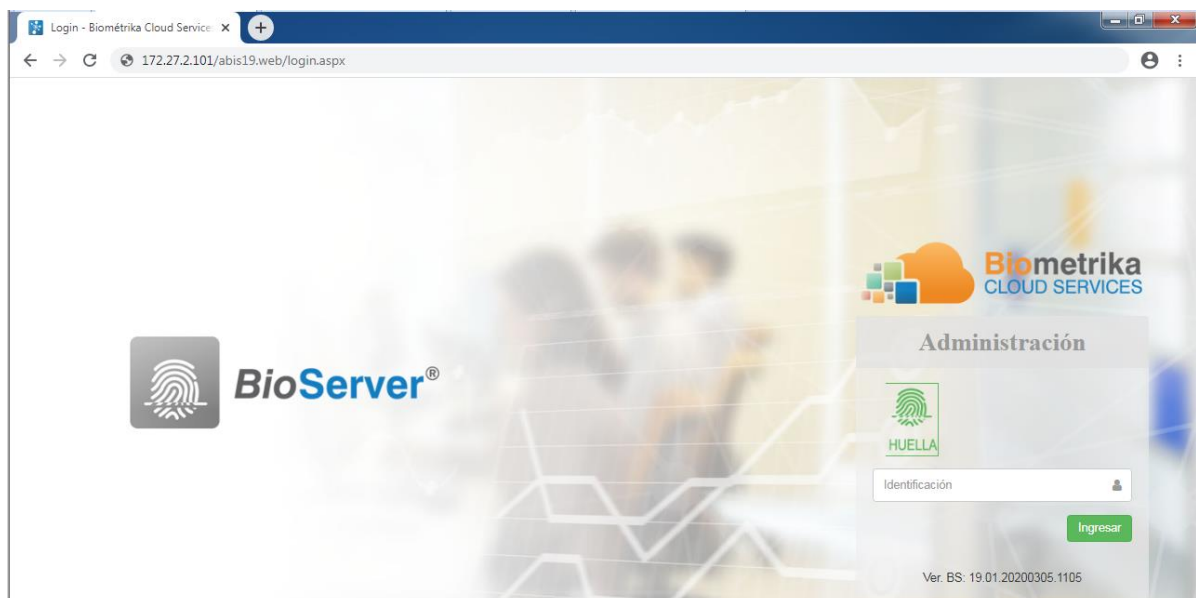 Login - Biométrika Cloud Service
172.27.2.101/abis19.web/login.aspx
Biometrika
CLOUD SERVICES
Administración
BioServer®
HUELLA
Identificación
Ingresar
Ver. BS: 19.01.20200305.1105